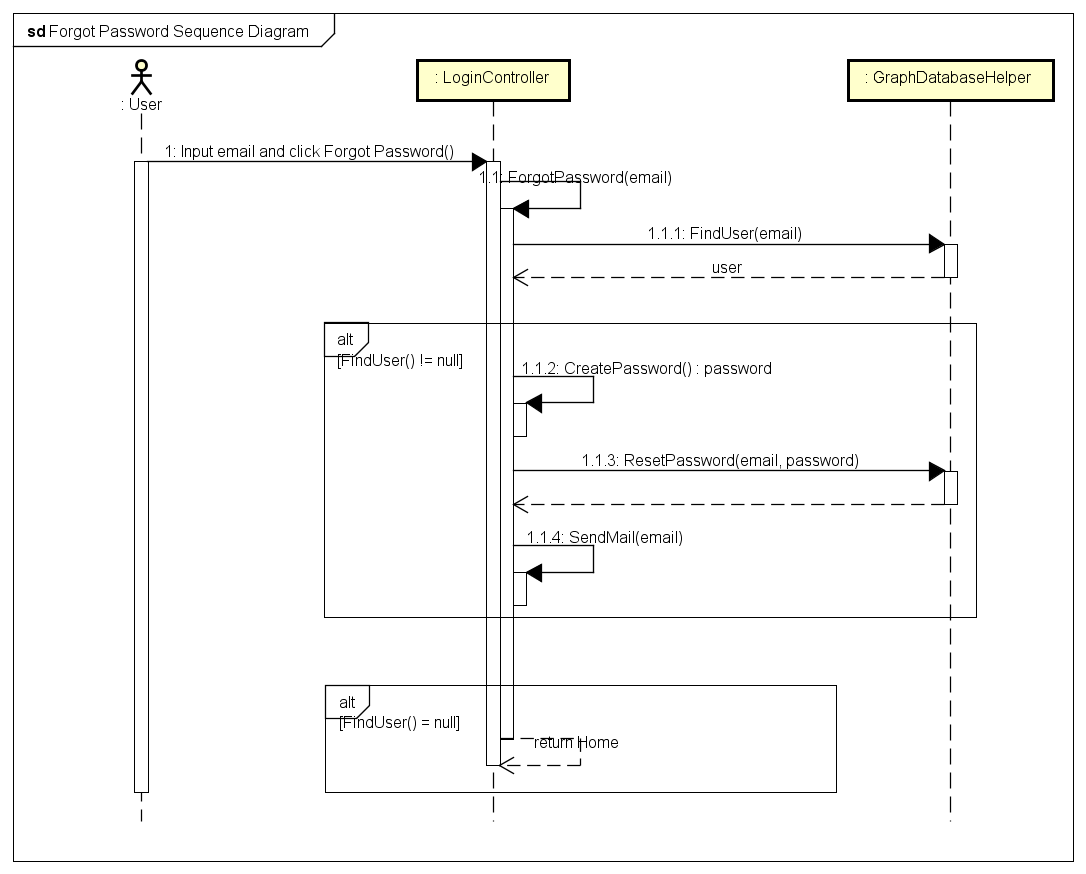 sd Forgot Password Sequence Diagram
: User
: LoginController
: GraphDatabaseHelper
1: Input email and click Forgot Password()
1.1: ForgotPassword(email)
1.1.1: FindUser(email)
user
alt
[FindUser() != null]
1.1.2: CreatePassword() : password
1.1.3: ResetPassword(email, password)
1.1.4: SendMail(email)
alt
[FindUser() = null]
return Home